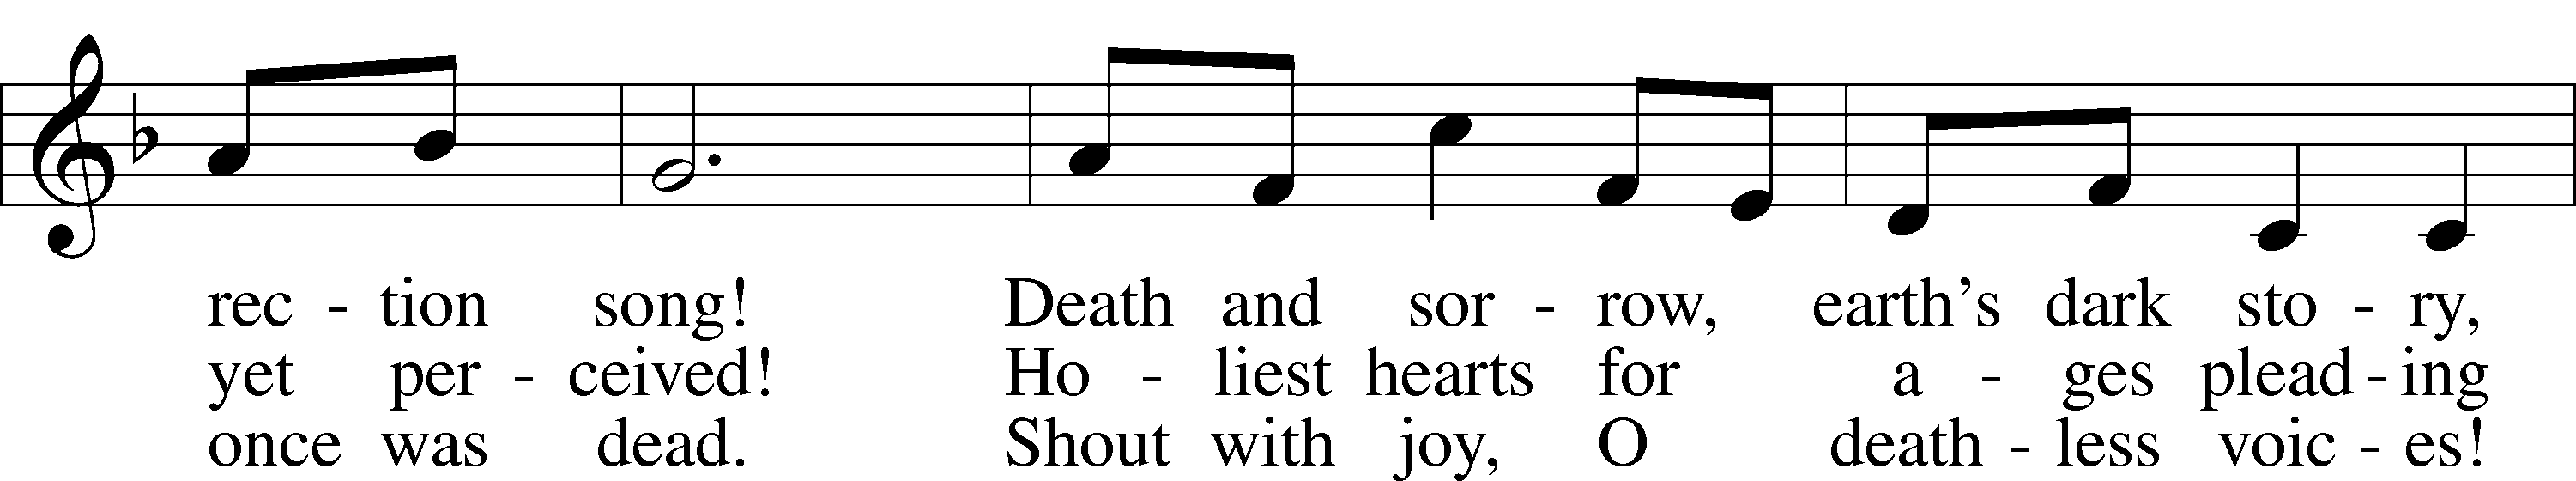 rec - tion song! Death and sor - row, earth's dark sto - ry,
yet per - ceived! Ho - liest hearts for a - ges plead - ing
once was dead. Shout with joy, O death - less voic - es!